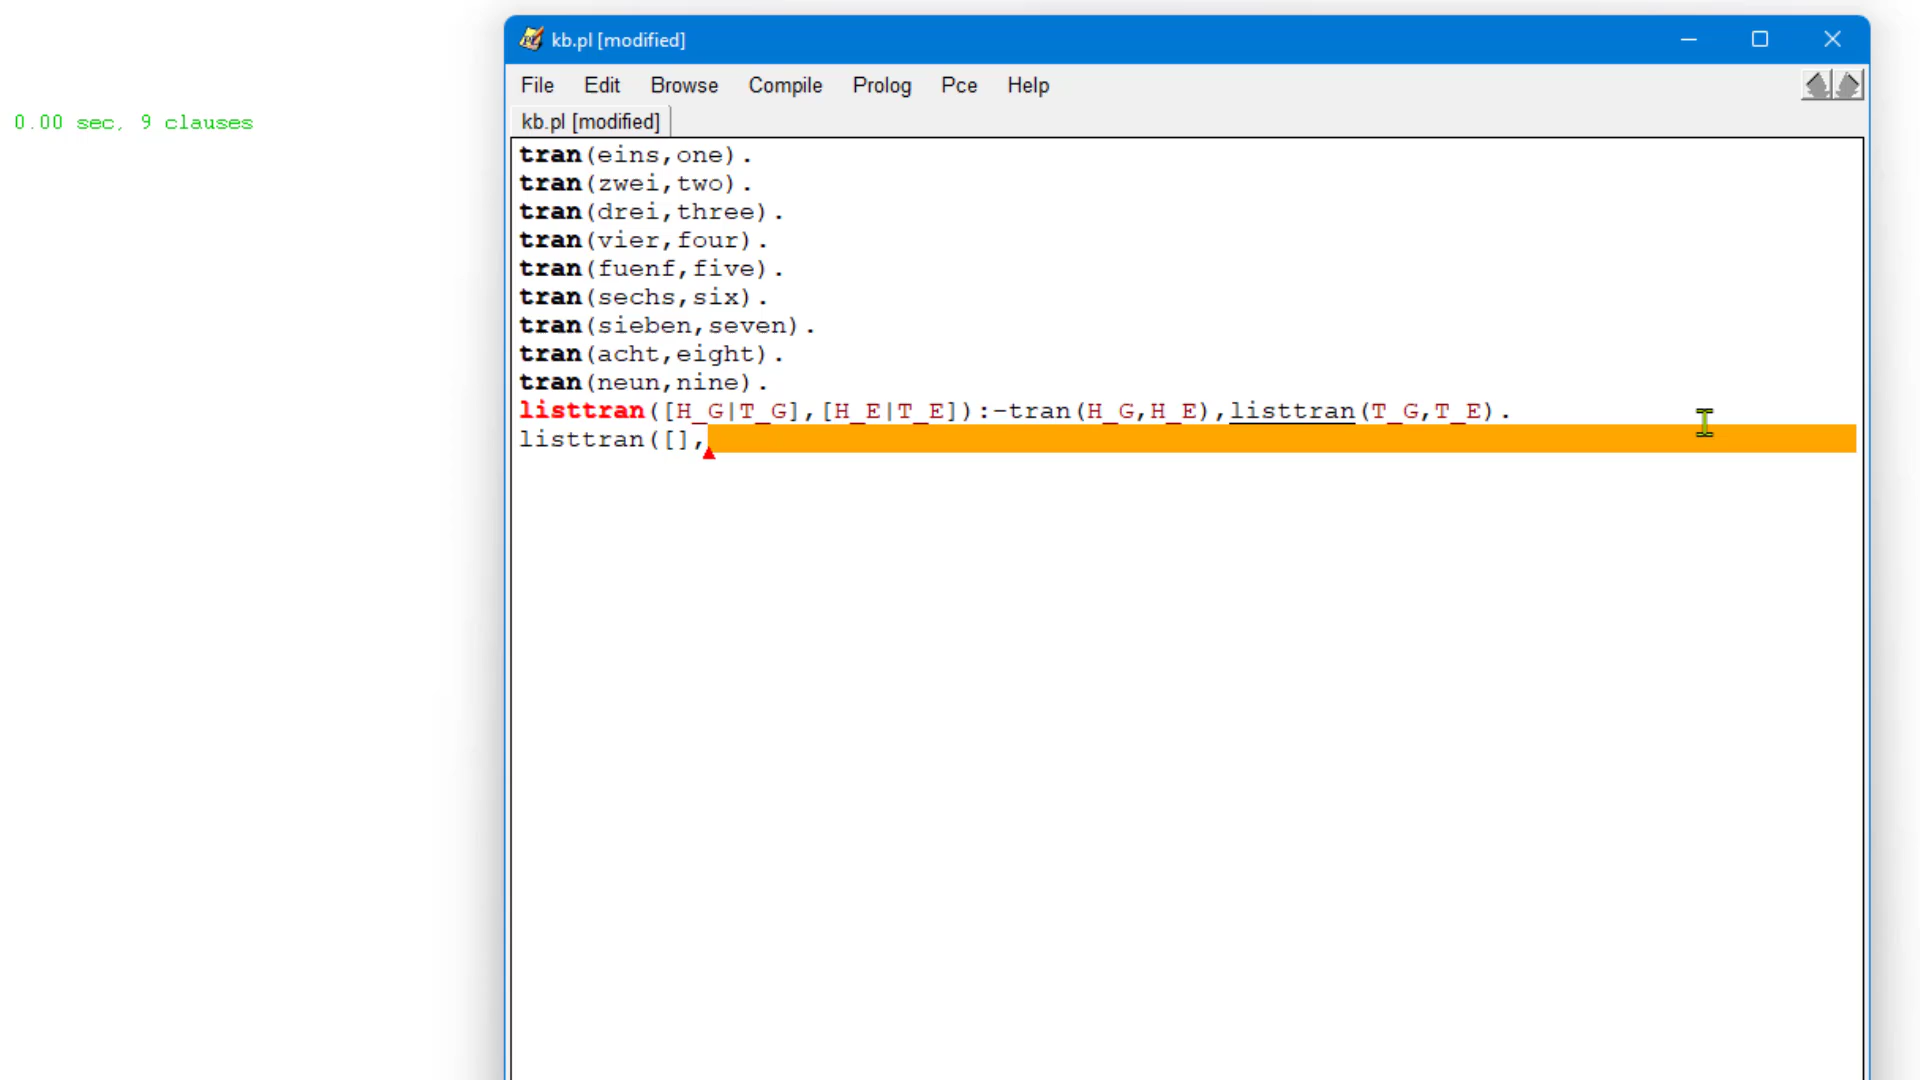 kb.pl [modified]
File Edit Browse Compile Prolog Pce Help
kb.pl [modified]
0.00 sec, 9 clauses
tran(eins,one).
tran(zwei,two).
tran(drei,three).
tran(vier,four).
tran(fuenf,five).
tran(sechs,six).
tran(sieben,seven).
tran(acht,eight).
tran(neun,nine).
listtran([H_G|T_G],[H_E|T_E]):-tran(H_G,H_E),listtran(T_G,T_E).
listtran([],